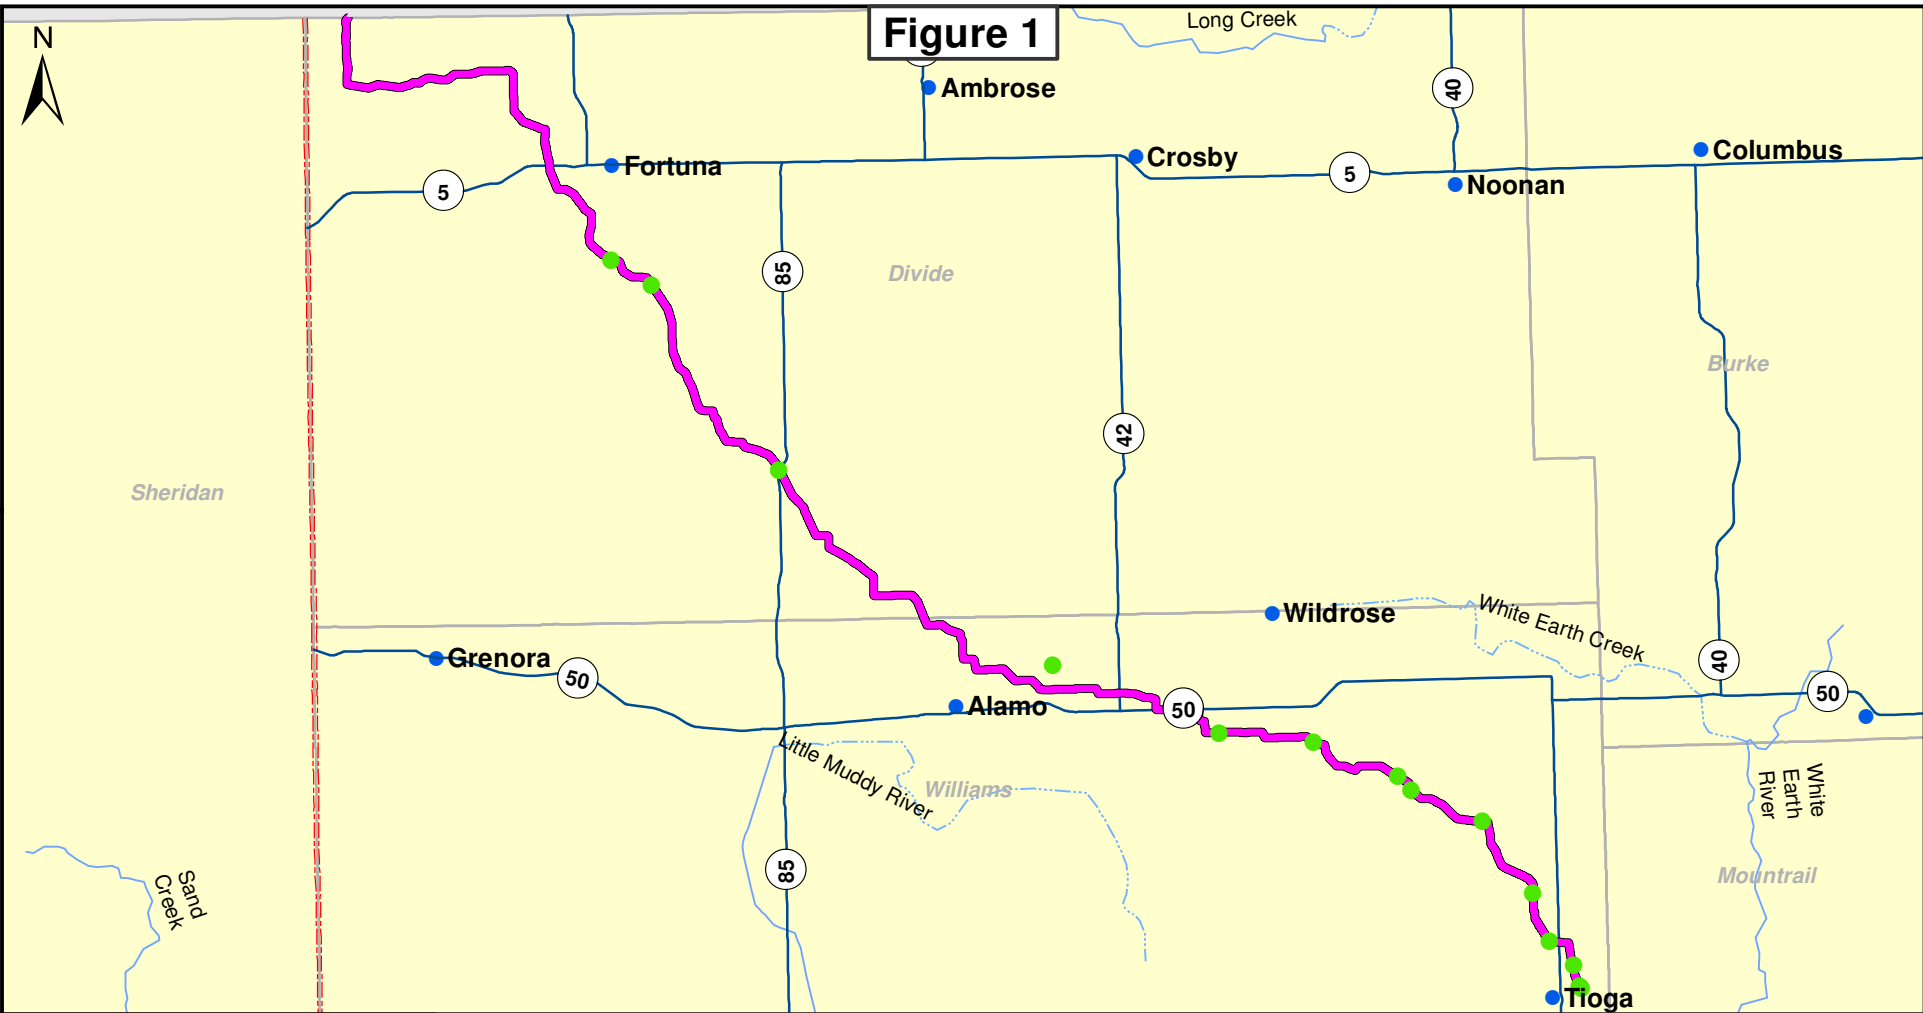 Long Creek
Figure 1
N
Ambrose
40
Columbus
Crosby
Fortuna
5
Noonan
5
85
Divide
Burke
42
Sheridan
Wildrose
White Earth Creek
Grenora
40
50
50
Alamo
50
Little Muddy River
Williams
White
Earth
River
85
Mountrail
Sand
Creek
Tioga